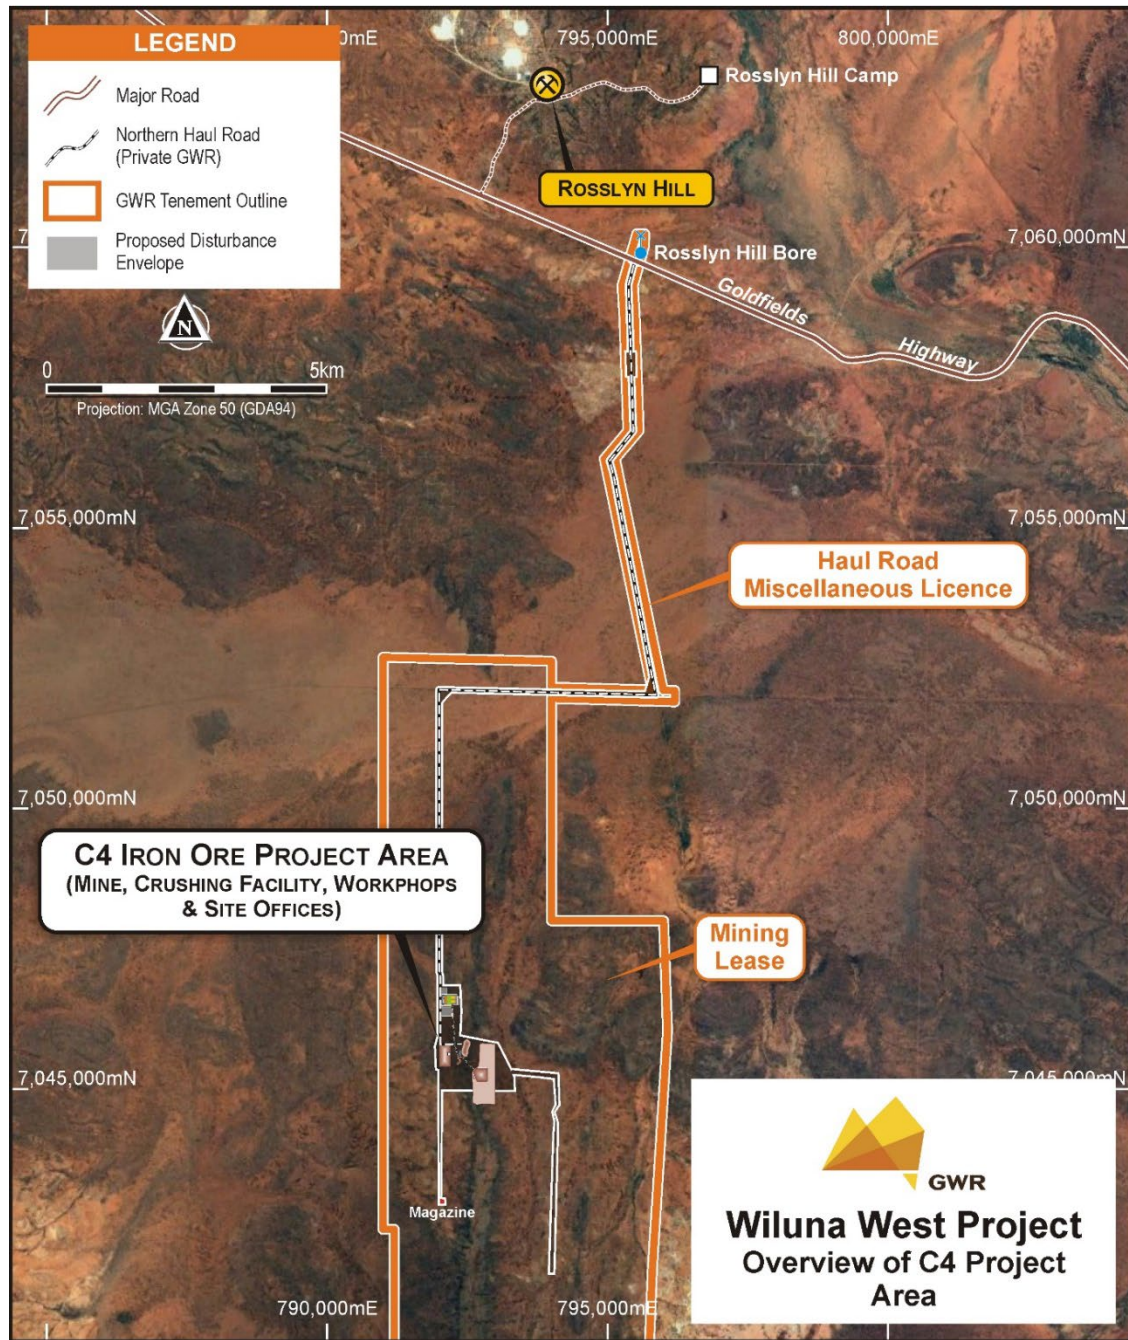 LEGEND
Major Road
Northern Haul Road
(Private GWR)
GWR Tenement Outline
Proposed Disturbance
Envelope
N
0 5km
Projection: MGA Zone 50 (GDA94)
mE
795,000mE
800,000mE
Rosslyn Hill Camp
ROSSLYN HILL
7,060,000mN
Rosslyn Hill Bore
Goldfields
Highway
7,055,000mN
7,055,000mN
Haul Road
Miscellaneous Licence
7,050,000mN
7,050,000mN
C4 IRON ORE PROJECT AREA
(MINE, CRUSHING FACILITY, WORKPHOPS
& SITE OFFICES)
Mining
Lease
7,045,000mN
7,045,000mN
Magazine
790,000mE
795,000mE
GWR
Wiluna West Project
Overview of C4 Project
Area